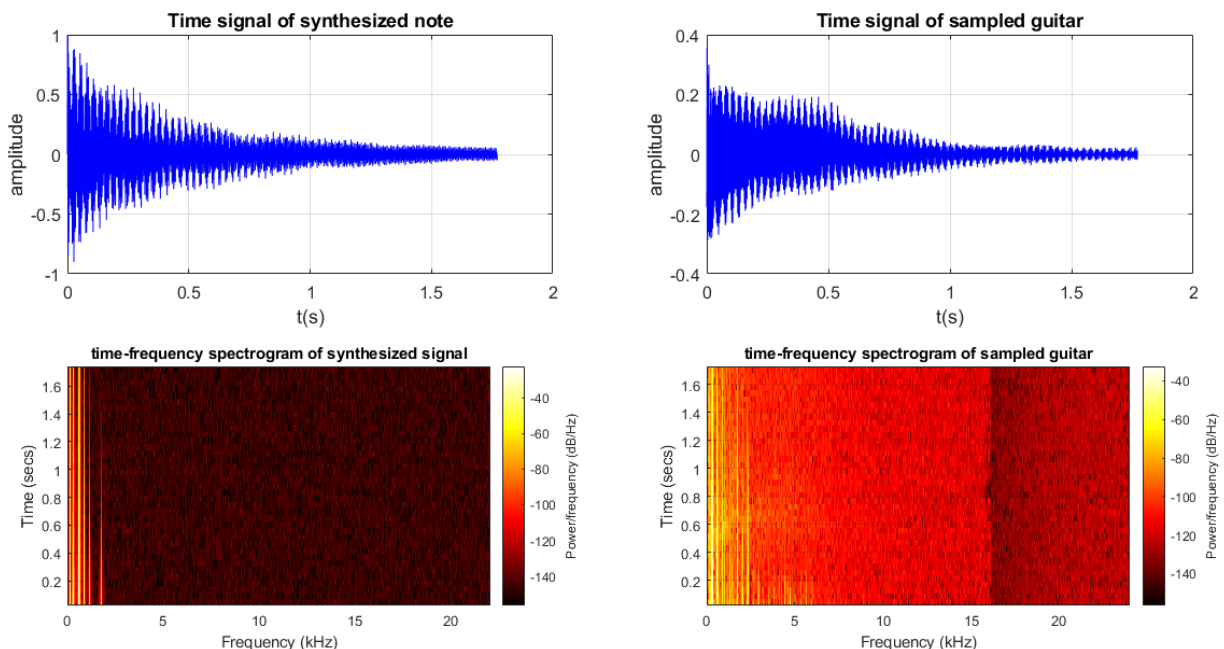 Time signal of synthesized note
1
0.5
0
-0.5
-1
amplitude
0 0.5 1 1.5 2
t(s)
Time signal of sampled guitar
0.4
0.2
0
-0.2
-0.4
amplitude
0 0.5 1 1.5 2
t(s)
time-frequency spectrogram of synthesized signal
1.6
1.4
1.2
1
0.8
0.6
0.4
0.2
Time (secs)
0 5 10 15 20
Frequency (kHz)
-40
-60
-80
-100
-120
-140
Power/frequency (dB/Hz)
time-frequency spectrogram of sampled guitar
1.6
1.4
1.2
1
0.8
0.6
0.4
0.2
Time (secs)
0 5 10 15 20
Frequency (kHz)
-40
-60
-80
-100
-120
-140
Power/frequency (dB/Hz)